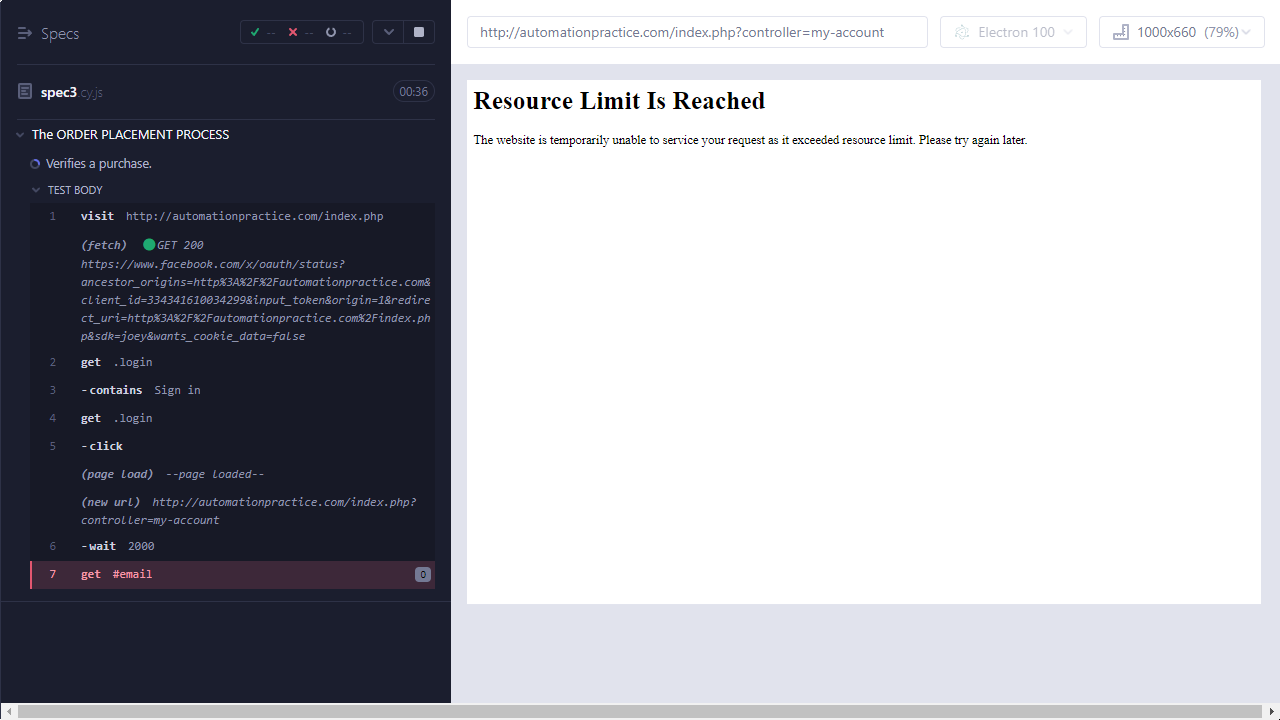 Specs
-- -- --
spec3.cy.js 00:36
The ORDER PLACEMENT PROCESS
Verifies a purchase.
TEST BODY
1 visit http://automationpractice.com/index.php
(fetch) GET 200
https://www.facebook.com/x/oauth/status?
ancestor_origins=http%3A%2F%2Fautomationpractice.com&
client_id=334341610034299&input_token&origin=1&redire
ct_uri=http%3A%2F%2Fautomationpractice.com%2Findex.ph
p&sdk=joey&wants_cookie_data=false
2 get .login
3 -contains Sign in
4 get .login
5 -click
(page load) --page loaded--
(new url) http://automationpractice.com/index.php?
controller=my-account
6 -wait 2000
7 get #email 0
http://automationpractice.com/index.php?controller=my-account
Electron 100
1000x660 (79%)
Resource Limit Is Reached
The website is temporarily unable to service your request as it exceeded resource limit. Please try again later.